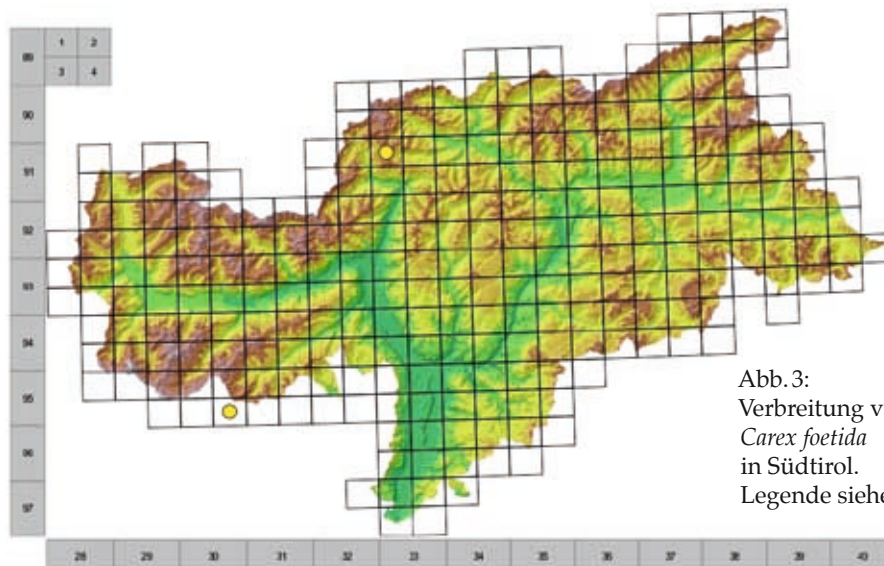 1 2
3 4
89
90
91
92
93
94
95
96
97
28 29 30 31 32 33 34 35 36 37 38 39 40
Abb. 3:
Verbreitung v
Carex foetida
in Südtirol.
Legende siehe